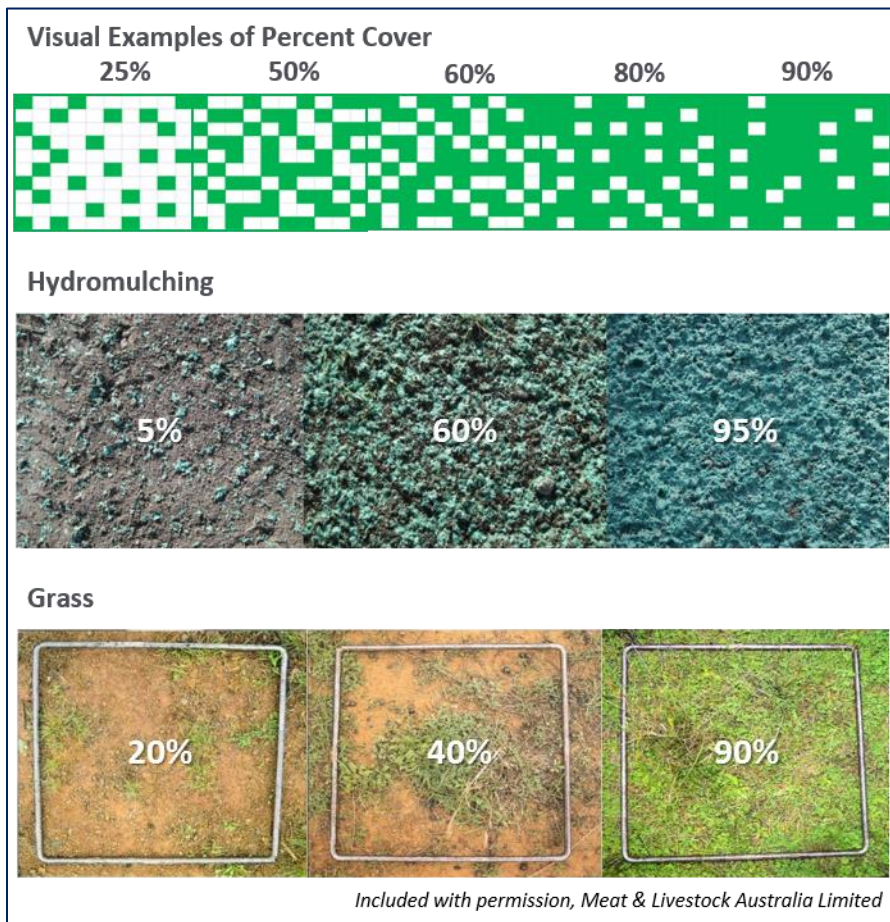 Visual Examples of Percent Cover
25% 50% 60% 80% 90%
Hydromulching
5% 60% 95%
Grass
20% 40% 90%
Included with permission, Meat & Livestock Australia Limited